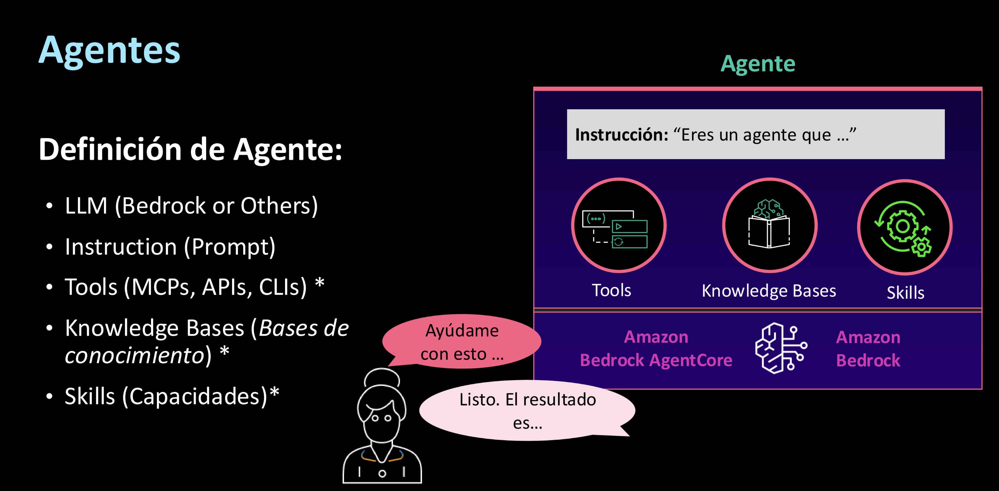 Agentes
Definición de Agente:
• LLM (Bedrock or Others)
• Instruction (Prompt)
• Tools (MCPs, APIs, CLIs) *
• Knowledge Bases (Bases de
conocimiento) *
• Skills (Capacidades)*
Agente
Instrucción: “Eres un agente que ...”
(...)
Tools
Knowledge Bases
Skills
Amazon
Bedrock AgentCore
Amazon
Bedrock
Ayúdame
con esto ...
Listo. El resultado
es...